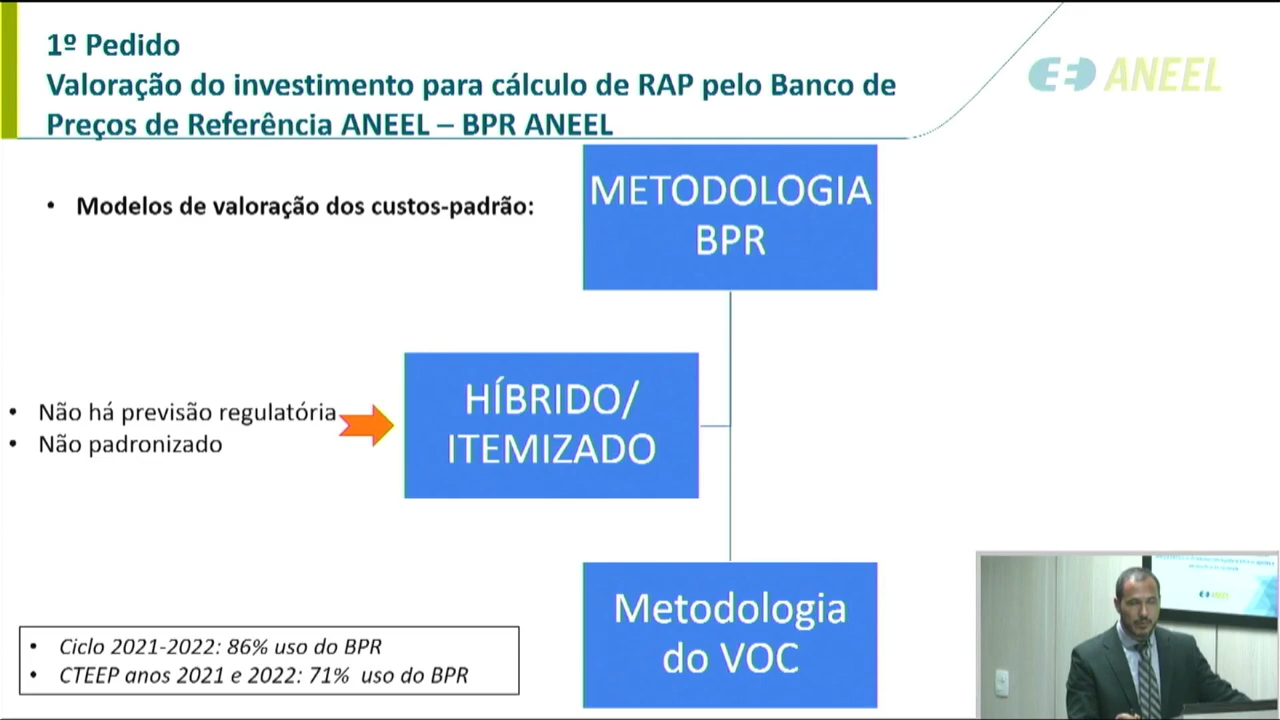 1º Pedido
Valoração do investimento para cálculo de RAP pelo Banco de
Preços de Referência ANEEL – BPR ANEEL
ANEEL
• Modelos de valoração dos custos-padrão:
METODOLOGIA
BPR
• Não há previsão regulatória
• Não padronizado
HÍBRIDO/
ITEMIZADO
Metodologia
do VOC
• Ciclo 2021-2022: 86% uso do BPR
• CTEEP anos 2021 e 2022: 71% uso do BPR
ANEEL